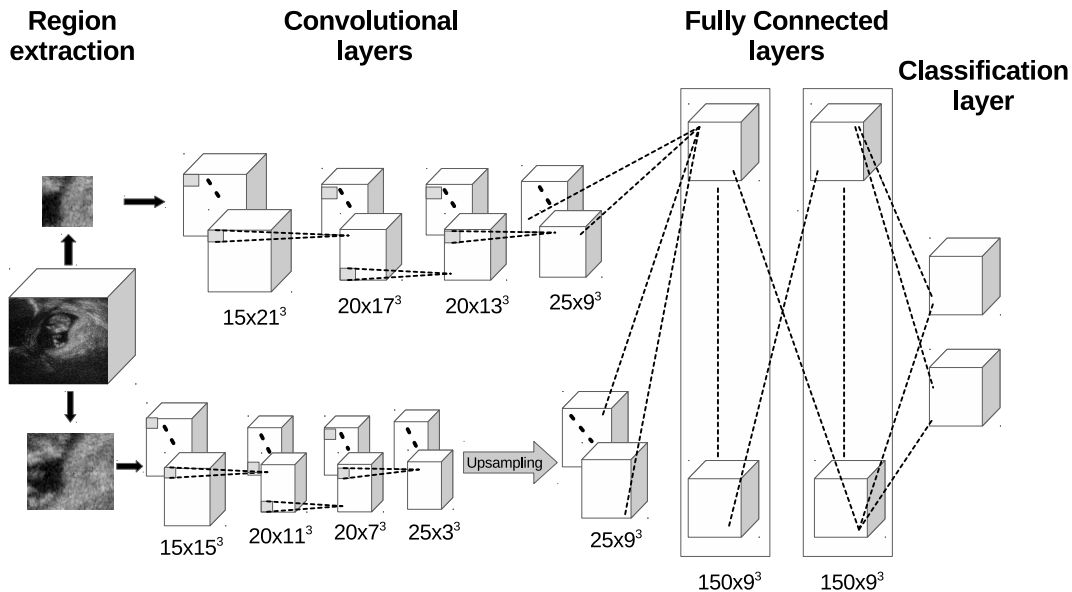 Region
extraction
Convolutional
layers
Fully Connected
layers
Classification
layer
15x21³
20x17³
20x13³
25x9³
Upsampling
15x15³
20x11³
20x7³
25x3³
25x9³
150x9³
150x9³